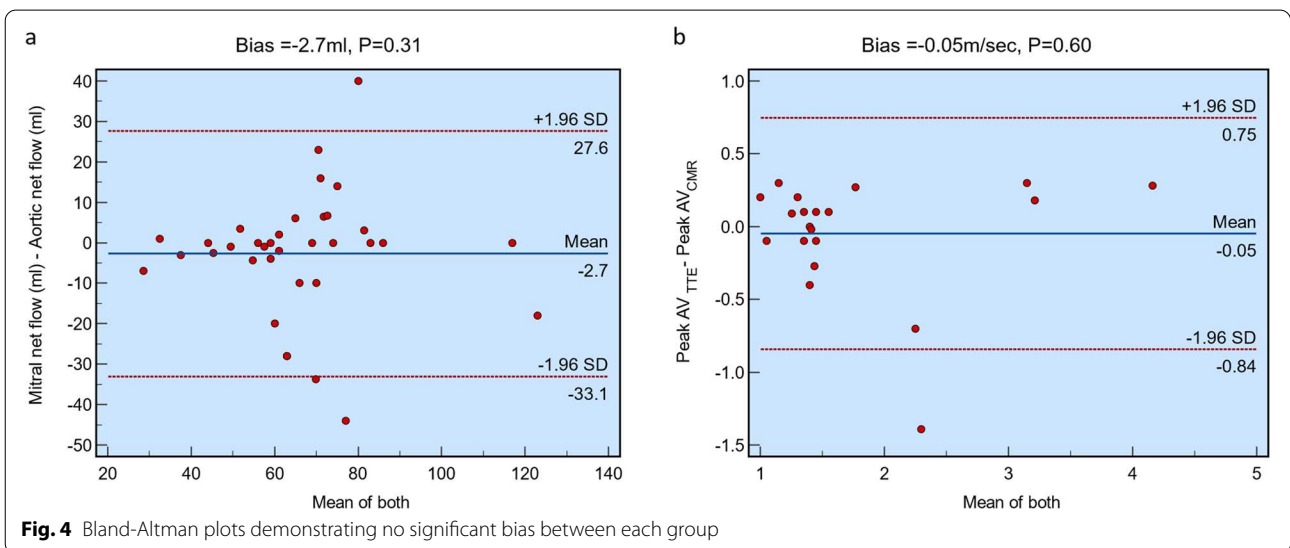 a
Bias =-2.7ml, P=0.31
Mitral net flow (ml) - Aortic net flow (ml)
40
30
20
10
0
-10
-20
-30
-40
-50
+1.96 SD
27.6
Mean
-2.7
-1.96 SD
-33.1
20 40 60 80 100 120 140
Mean of both
b
Bias =-0.05m/sec, P=0.60
Peak AV TTE- Peak AV CMR
1.0
0.5
0.0
-0.5
-1.0
-1.5
+1.96 SD
0.75
Mean
-0.05
-1.96 SD
-0.84
1 2 3 4 5
Mean of both
Fig. 4 Bland-Altman plots demonstrating no significant bias between each group